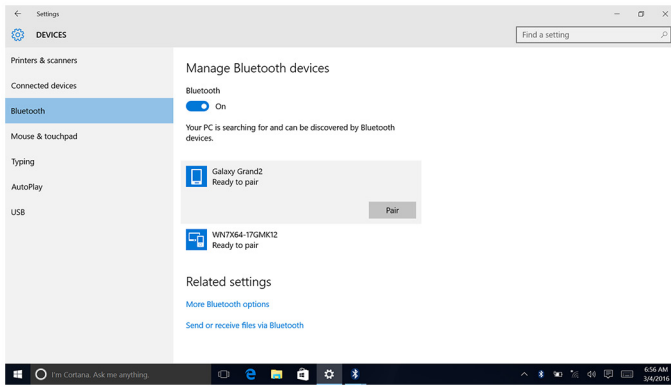 Settings
DEVICES
Find a setting
Printers & scanners
Connected devices
Bluetooth
Mouse & touchpad
Typing
AutoPlay
USB
Manage Bluetooth devices
Bluetooth
On
Your PC is searching for and can be discovered by Bluetooth
devices.
Galaxy Grand2
Ready to pair
Pair
WN7X64-17GMK12
Ready to pair
Related settings
More Bluetooth options
Send or receive files via Bluetooth
I'm Cortana. Ask me anything.
6:56 AM
3/4/2016